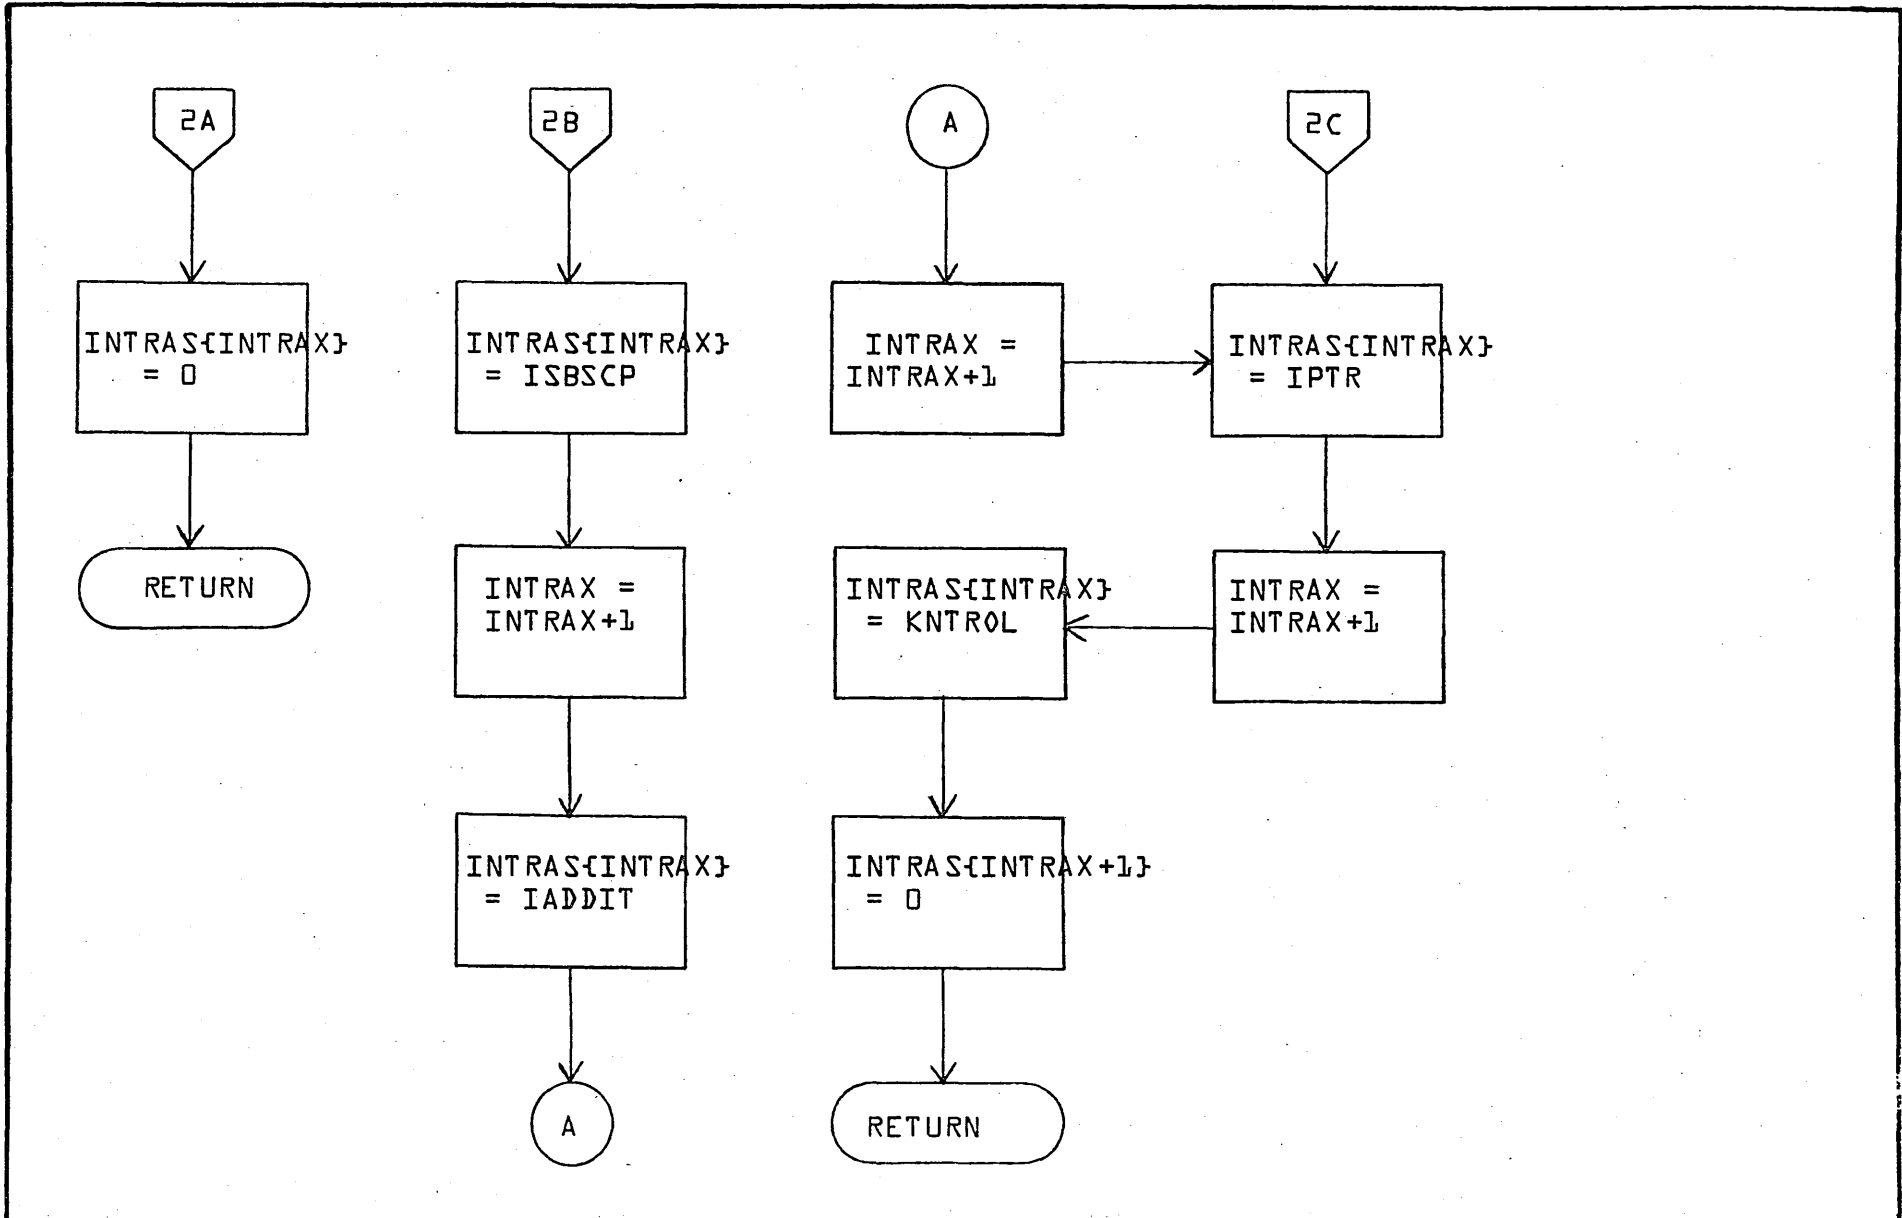 2A
INTRAS{INTRAX}
= 0
RETURN
2B
INTRAS{INTRAX}
= ISBSCP
INTRAX =
INTRAX+1
INTRAS{INTRAX}
= IADDIT
A
A
INTRAX =
INTRAX+1
2C
INTRAS{INTRAX}
= IPTR
INTRAX =
INTRAX+1
INTRAS{INTRAX}
= KNTROL
INTRAS{INTRAX+1}
= 0
RETURN